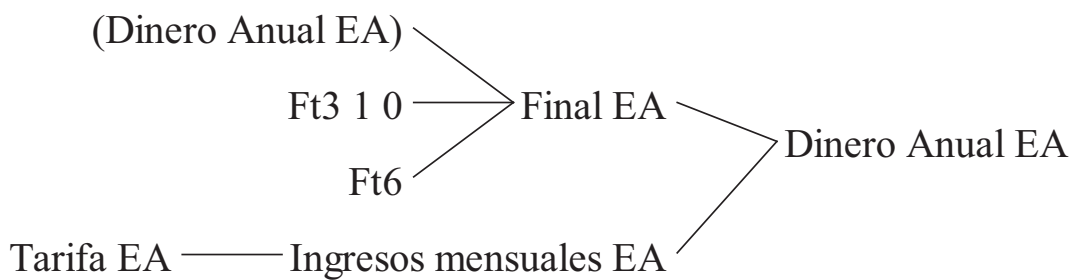 (Dinero Anual EA)
Ft3 1 0
Final EA
Dinero Anual EA
Ft6
Tarifa EA
Ingresos mensuales EA